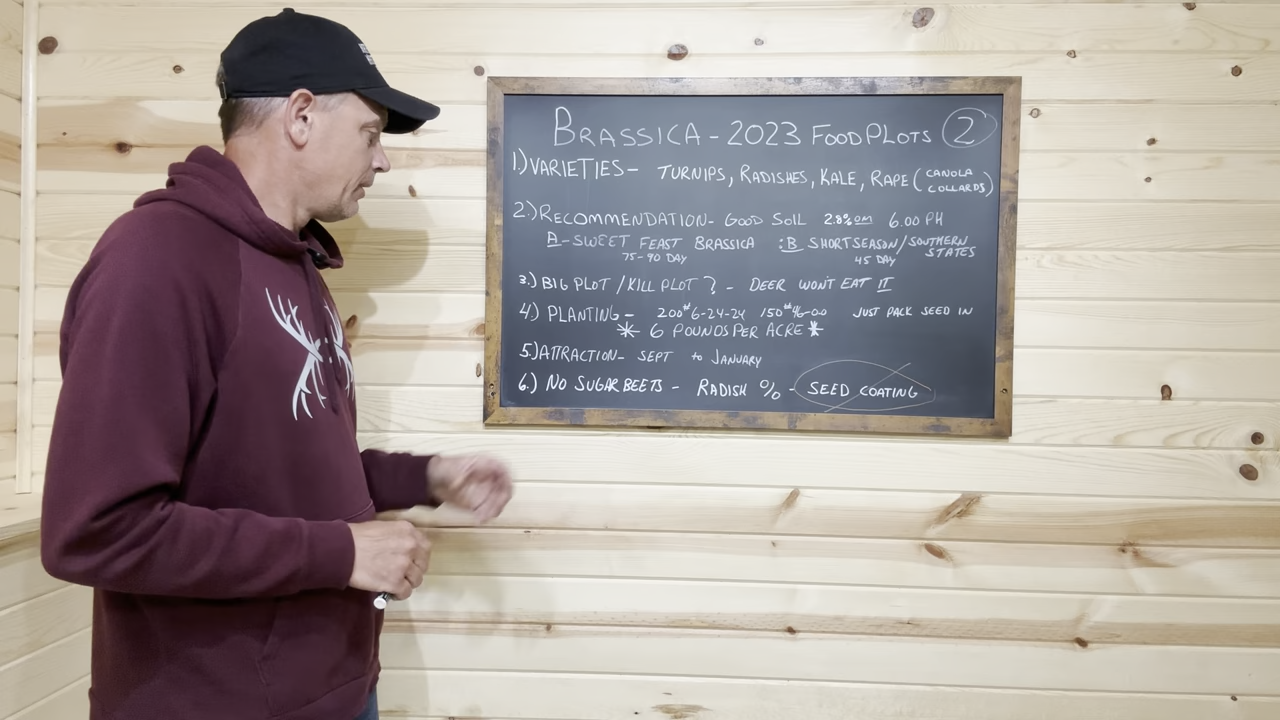 BRASSICA - 2023 FOOD PLOTS 2
1.) VARIETIES - TURNIPS, RADISHES, KALE, RAPE (CANOLA COLLARDS)
2.) RECOMMENDATION - GOOD SOIL 2.8% OM 6.00 PH
A - SWEET FEAST BRASSICA : B SHORT SEASON / SOUTHERN STATES
75-90 DAY 45 DAY
3.) BIG PLOT / KILL PLOT ? - DEER WON'T EAT IT
4.) PLANTING - 200# 6-24-24 150# 46-0-0 JUST PACK SEED IN
* 6 POUNDS PER ACRE *
5.) ATTRACTION - SEPT to JANUARY
6.) NO SUGAR BEETS - RADISH % - SEED COATING